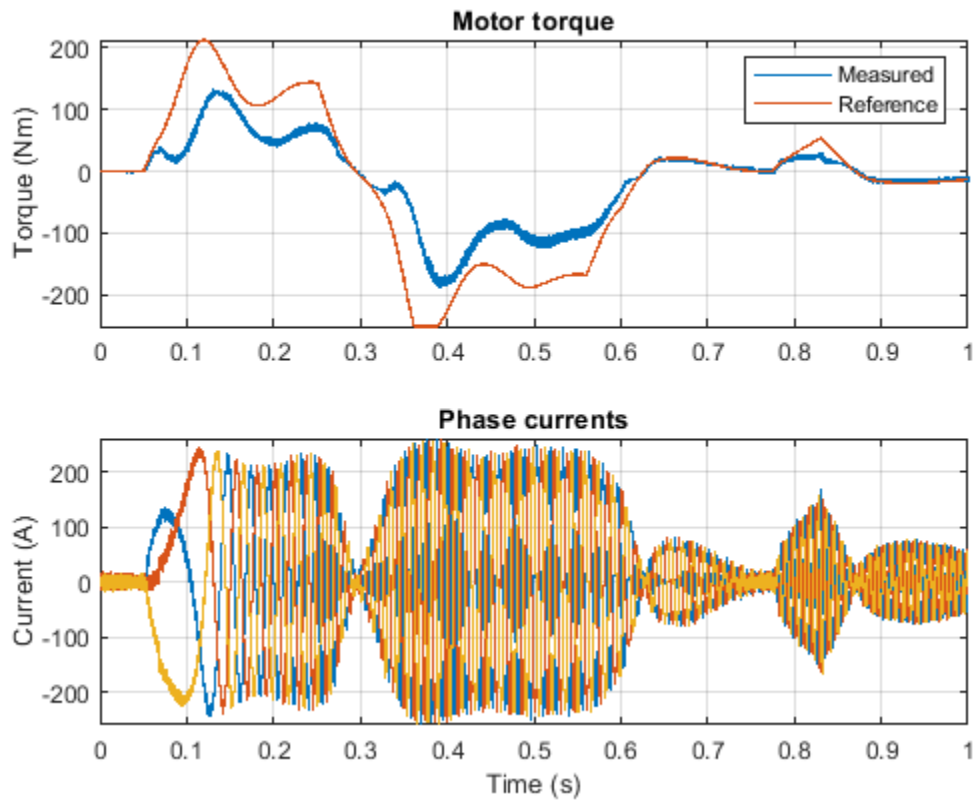 Motor torque
Torque (Nm)
200
100
0
-100
-200
Measured
Reference
0 0.1 0.2 0.3 0.4 0.5 0.6 0.7 0.8 0.9 1
Phase currents
Current (A)
200
100
0
-100
-200
0 0.1 0.2 0.3 0.4 0.5 0.6 0.7 0.8 0.9 1
Time (s)